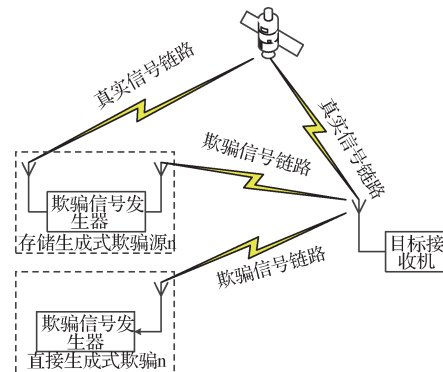 真实信号链路
真实信号链路
欺骗信号链路
欺骗信号发
生器
存储生成式欺骗源n
目标接
收机
欺骗信号链路
欺骗信号发
生器
直接生成式欺骗n